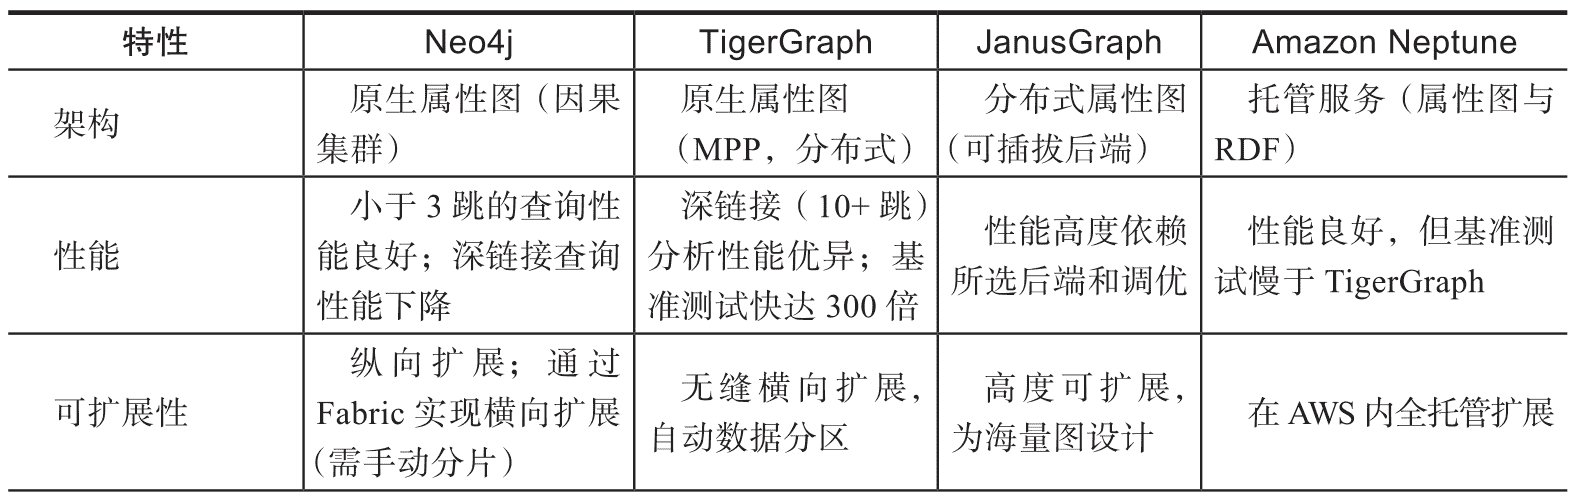 特性 Neo4j TigerGraph JanusGraph Amazon Neptune
架构
原生属性图（因果
集群）
原生属性图
（MPP，分布式）
分布式属性图
（可插拔后端）
托管服务（属性图与
RDF）
性能
小于 3 跳的查询性
能良好；深链接查询
性能下降
深链接（10+ 跳）
分析性能优异；基
准测试快达 300 倍
性能高度依赖
所选后端和调优
性能良好，但基准测
试慢于 TigerGraph
可扩展性
纵向扩展；通过
Fabric 实现横向扩展
（需手动分片）
无缝横向扩展，
自动数据分区
高度可扩展，
为海量图设计
在 AWS 内全托管扩展